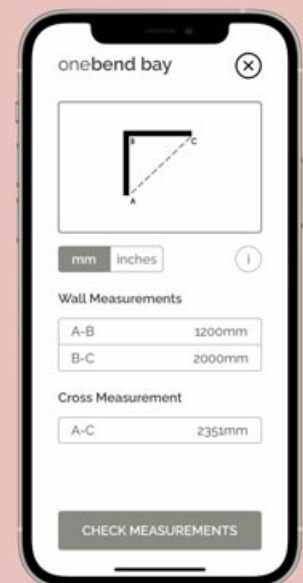 onebend bay
B
C
A
mm inches i
Wall Measurements
A-B 1200mm
B-C 2000mm
Cross Measurement
A-C 2351mm
CHECK MEASUREMENTS